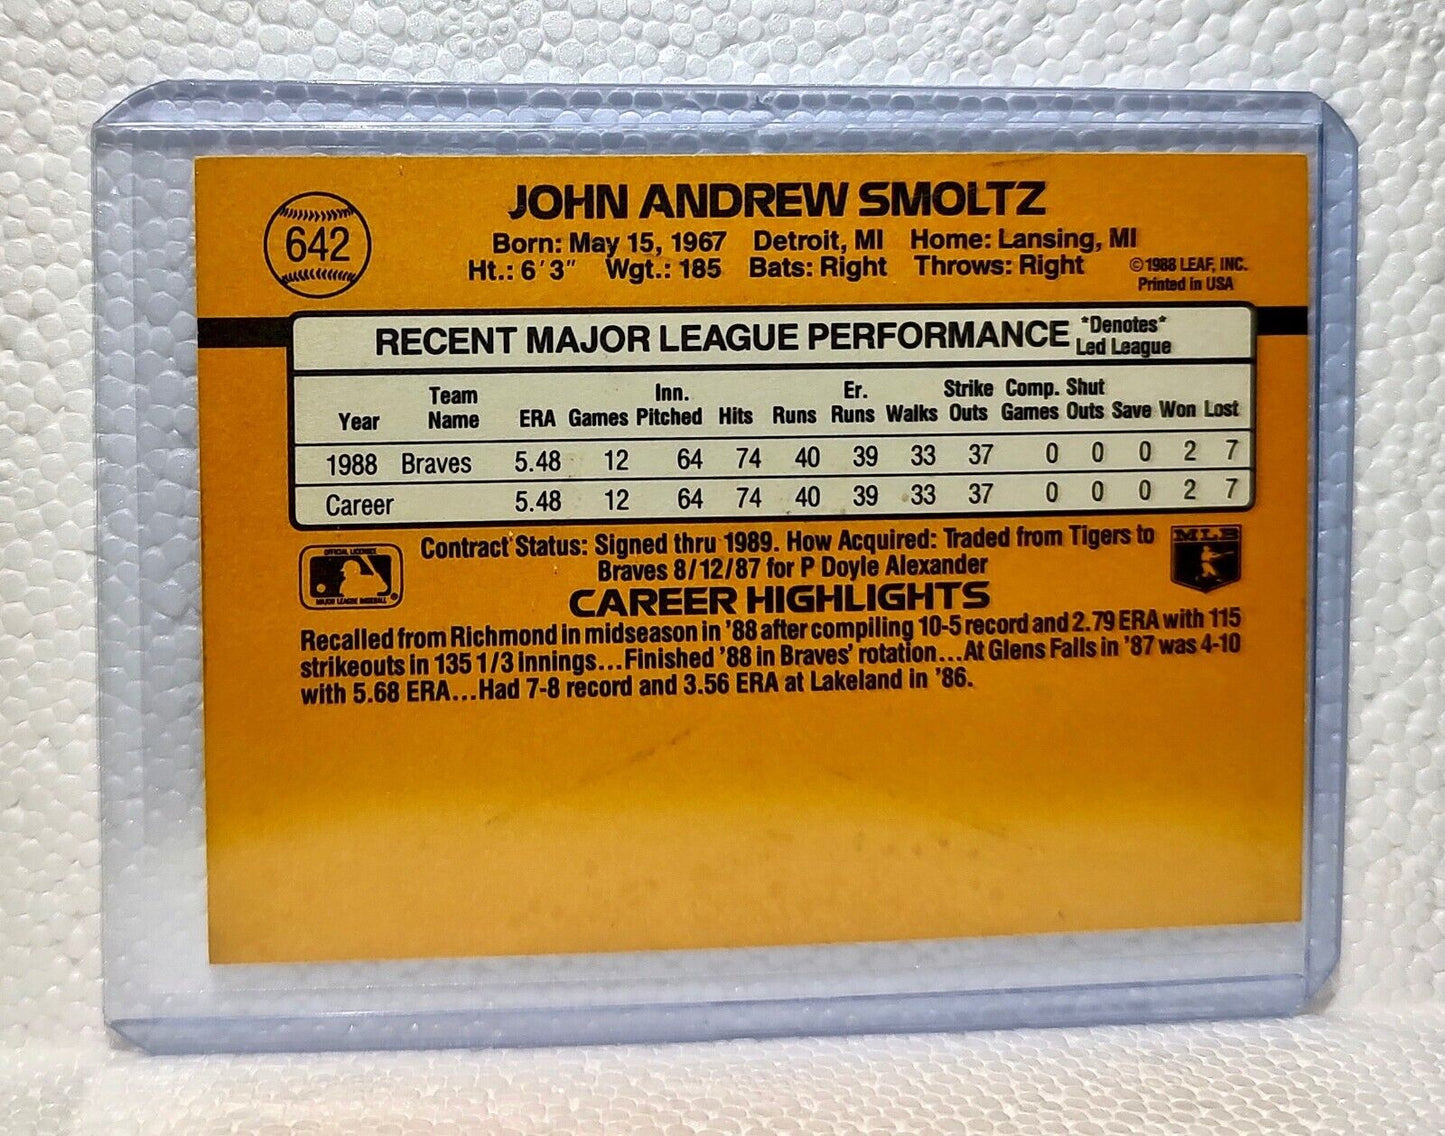 642
JOHN ANDREW SMOLTZ
Born: May 15, 1967 Detroit, MI Home: Lansing, MI
Ht.: 6'3" Wgt.: 185 Bats: Right Throws: Right
©1988 LEAF, INC.
Printed in USA
RECENT MAJOR LEAGUE PERFORMANCE
*Denotes*
Led League
Year Team Name ERA Games Inn. Pitched Hits Runs Er. Runs Walks Strike Outs Comp. Games Shut Outs Save Won Lost
1988 Braves 5.48 12 64 74 40 39 33 37 0 0 0 2 7
Career 5.48 12 64 74 40 39 33 37 0 0 0 2 7
OFFICIAL LICENSEE
MAJOR LEAGUE BASEBALL
®
Contract Status: Signed thru 1989. How Acquired: Traded from Tigers to
Braves 8/12/87 for P Doyle Alexander
MLB
CAREER HIGHLIGHTS
Recalled from Richmond in midseason in '88 after compiling 10-5 record and 2.79 ERA with 115
strikeouts in 135 1/3 innings...Finished '88 in Braves' rotation...At Glens Falls in '87 was 4-10
with 5.68 ERA...Had 7-8 record and 3.56 ERA at Lakeland in '86.